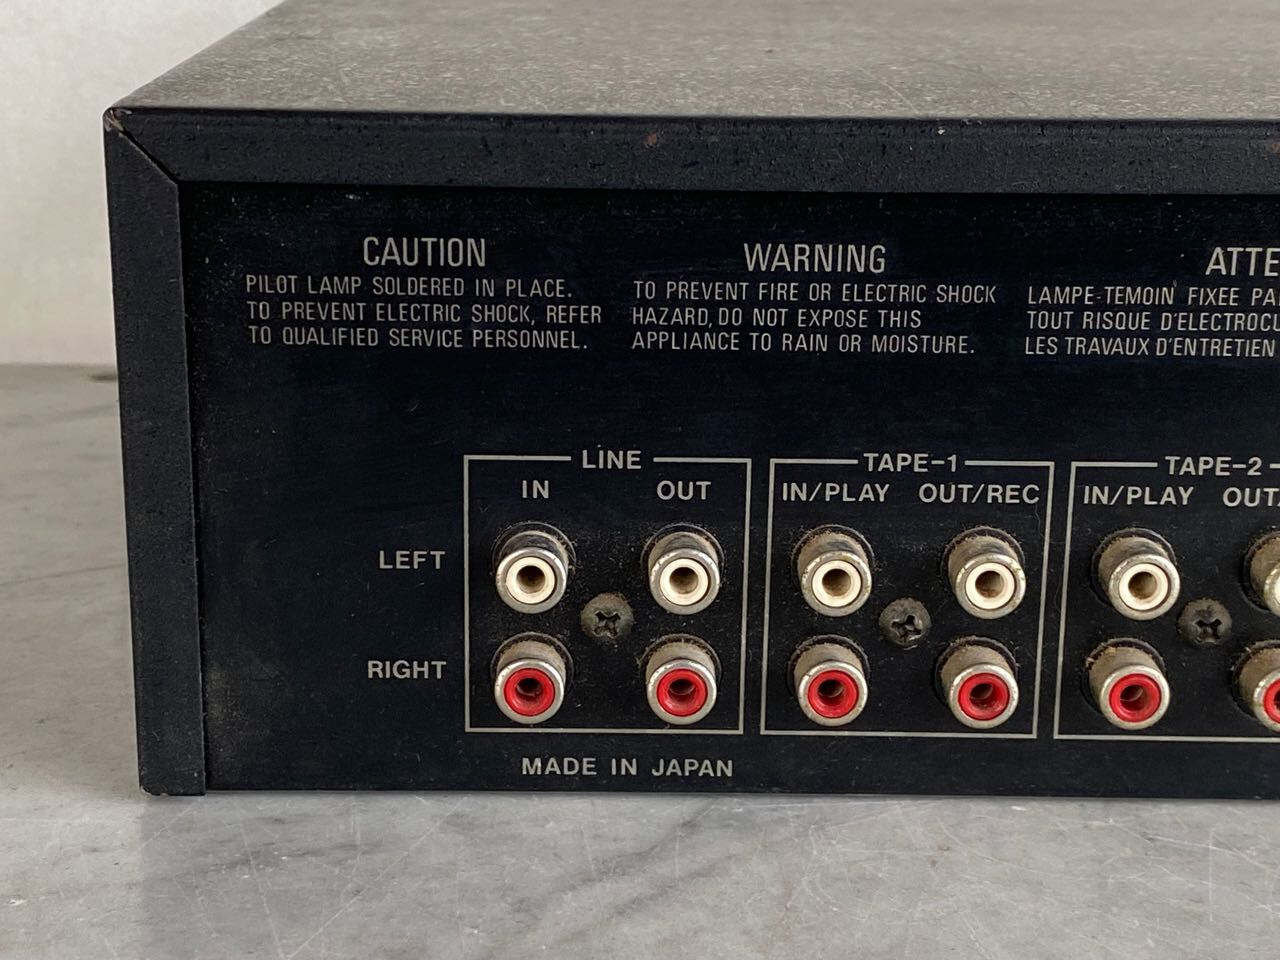 CAUTION
PILOT LAMP SOLDERED IN PLACE.
TO PREVENT ELECTRIC SHOCK, REFER
TO QUALIFIED SERVICE PERSONNEL.
WARNING
TO PREVENT FIRE OR ELECTRIC SHOCK
HAZARD, DO NOT EXPOSE THIS
APPLIANCE TO RAIN OR MOISTURE.
LAMPE-TEMOIN FIXEE
TOUT RISQUE
LES TRAVAUX D'ENTRETIEN
LINE
IN OUT
TAPE-1
IN/PLAY OUT/REC
TAPE-2
IN/PLAY
LEFT
RIGHT
MADE IN JAPAN